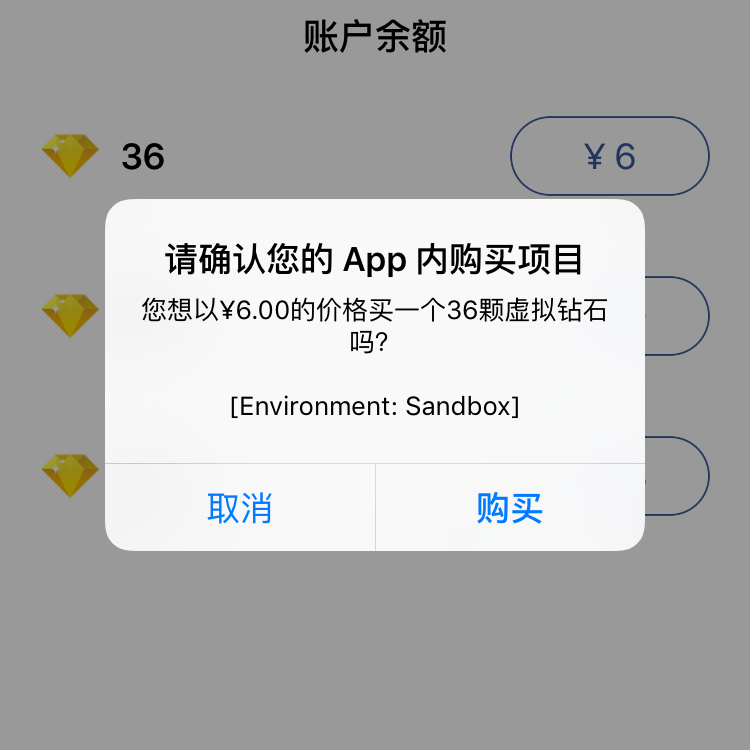 账户余额
36
¥ 6
请确认您的 App 内购买项目
您想以¥6.00的价格买一个36颗虚拟钻石
吗?
[Environment: Sandbox]
取消
购买